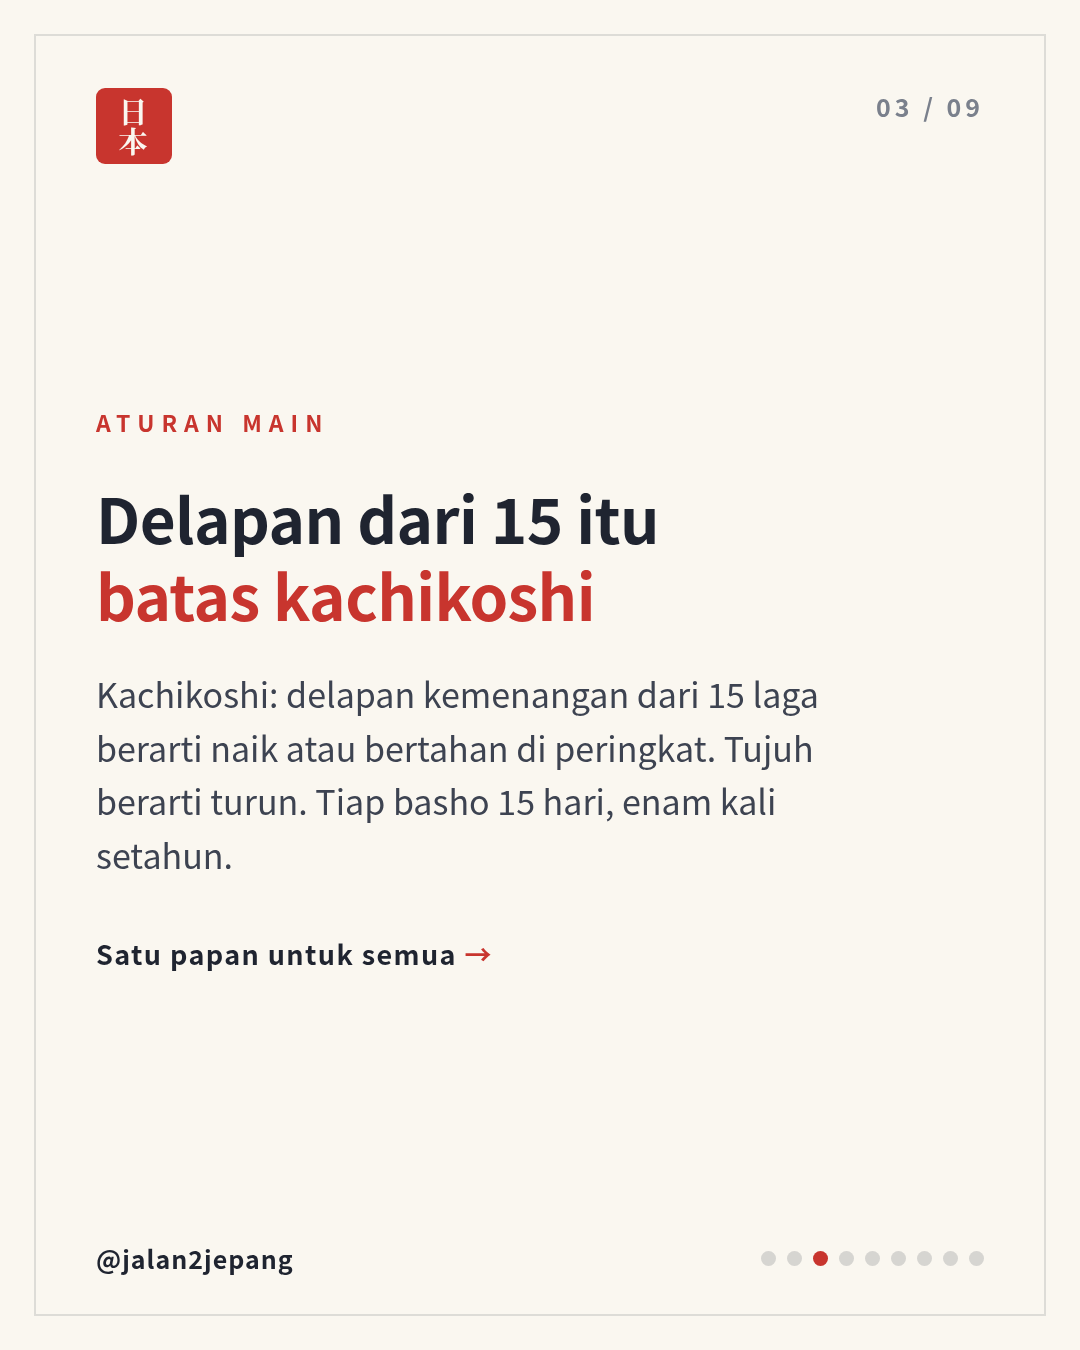 日
本
03 / 09
ATURAN MAIN
Delapan dari 15 itu
batas kachikoshi
Kachikoshi: delapan kemenangan dari 15 laga
berarti naik atau bertahan di peringkat. Tujuh
berarti turun. Tiap basho 15 hari, enam kali
setahun.
Satu papan untuk semua →
@jalan2jepang